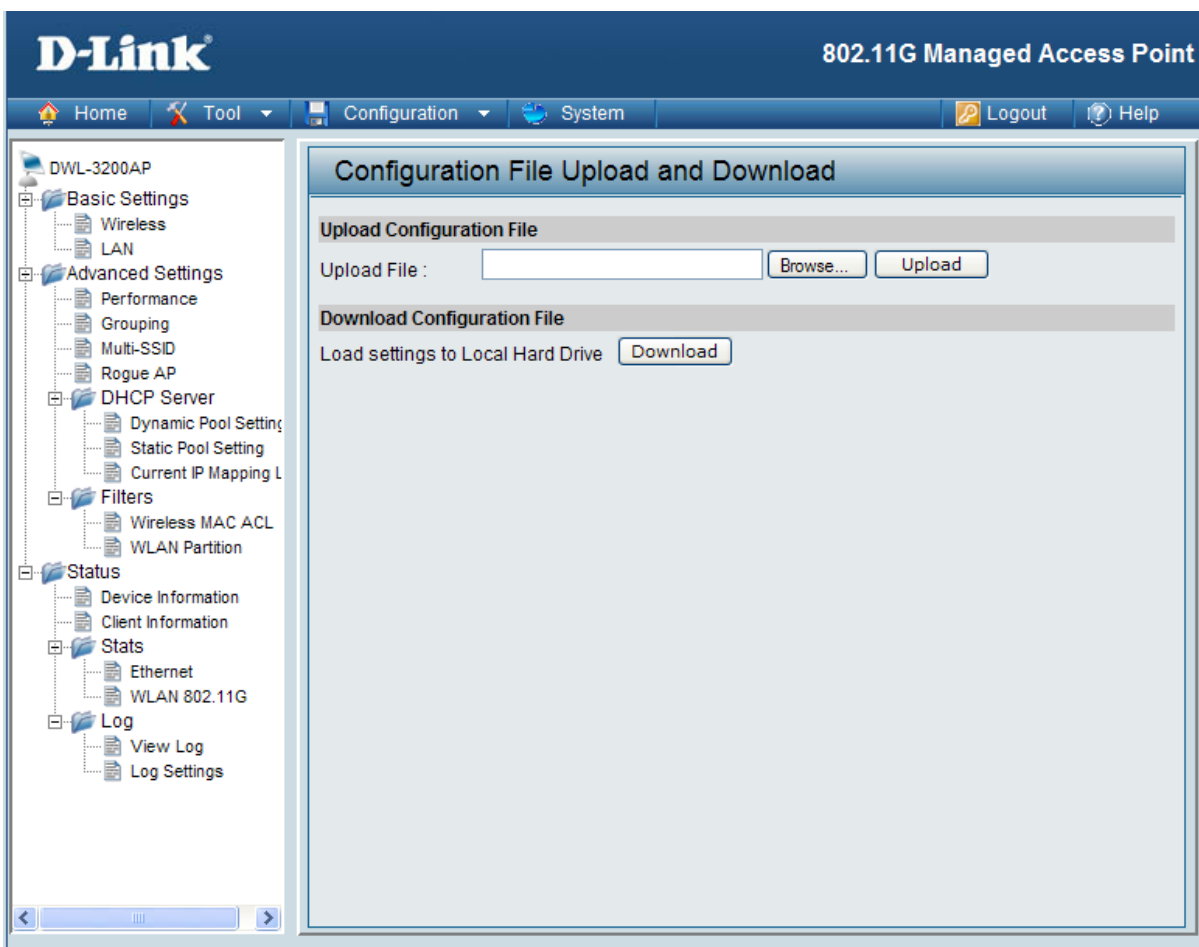 D-Link
802.11G Managed Access Point
Home Tool Configuration System Logout Help
DWL-3200AP
Basic Settings
Wireless
LAN
Advanced Settings
Performance
Grouping
Multi-SSID
Rogue AP
DHCP Server
Dynamic Pool Setting
Static Pool Setting
Current IP Mapping L
Filters
Wireless MAC ACL
WLAN Partition
Status
Device Information
Client Information
Stats
Ethernet
WLAN 802.11G
Log
View Log
Log Settings
Configuration File Upload and Download
Upload Configuration File
Upload File : Browse... Upload
Download Configuration File
Load settings to Local Hard Drive Download